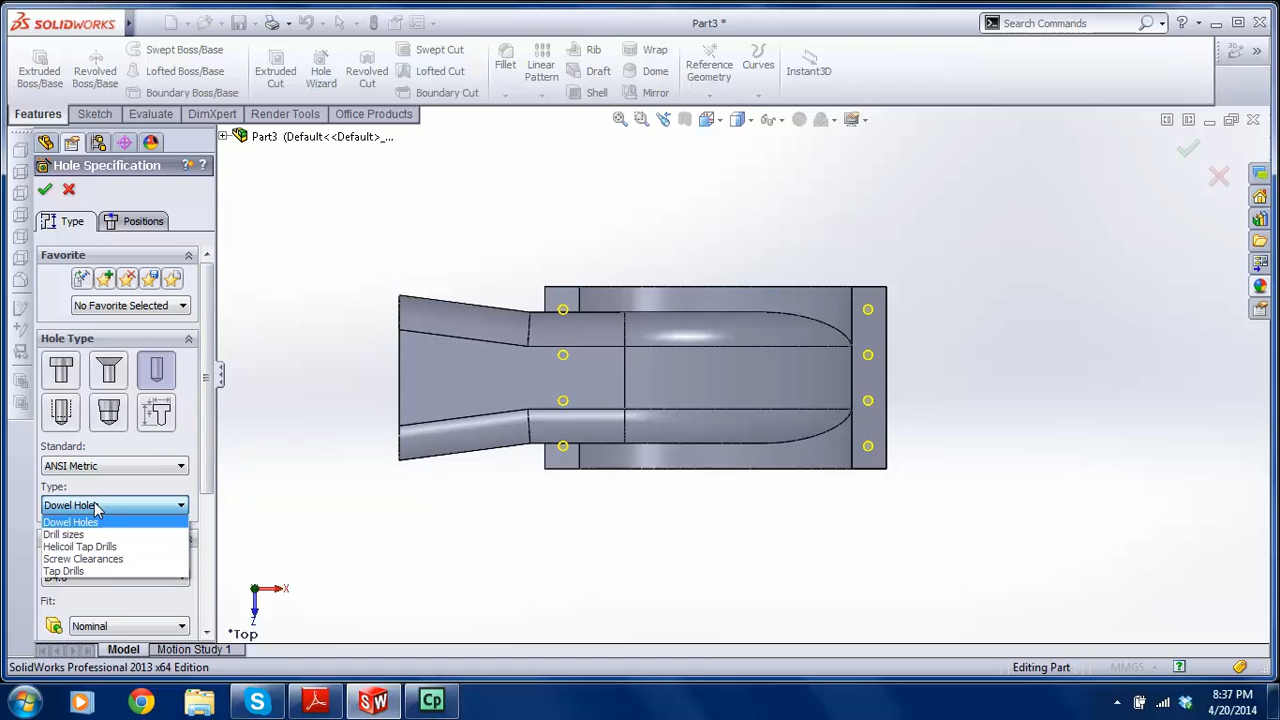 SOLIDWORKS
Part3 *
Search Commands
Extruded Boss/Base
Revolved Boss/Base
Swept Boss/Base
Lofted Boss/Base
Boundary Boss/Base
Extruded Cut
Hole Wizard
Revolved Cut
Swept Cut
Lofted Cut
Boundary Cut
Fillet
Linear Pattern
Rib
Draft
Shell
Wrap
Dome
Mirror
Reference Geometry
Curves
Instant3D
Features
Sketch
Evaluate
DimXpert
Render Tools
Office Products
Part3 (Default<<Default>_...
Hole Specification
Type
Positions
Favorite
No Favorite Selected
Hole Type
Standard:
ANSI Metric
Type:
Dowel Holes
Dowel Holes
Drill sizes
Helicoil Tap Drills
Screw Clearances
Tap Drills
Fit:
Nominal
X
Z
*Top
Model
Motion Study 1
SolidWorks Professional 2013 x64 Edition
Editing Part
MMGS
8:37 PM
4/20/2014